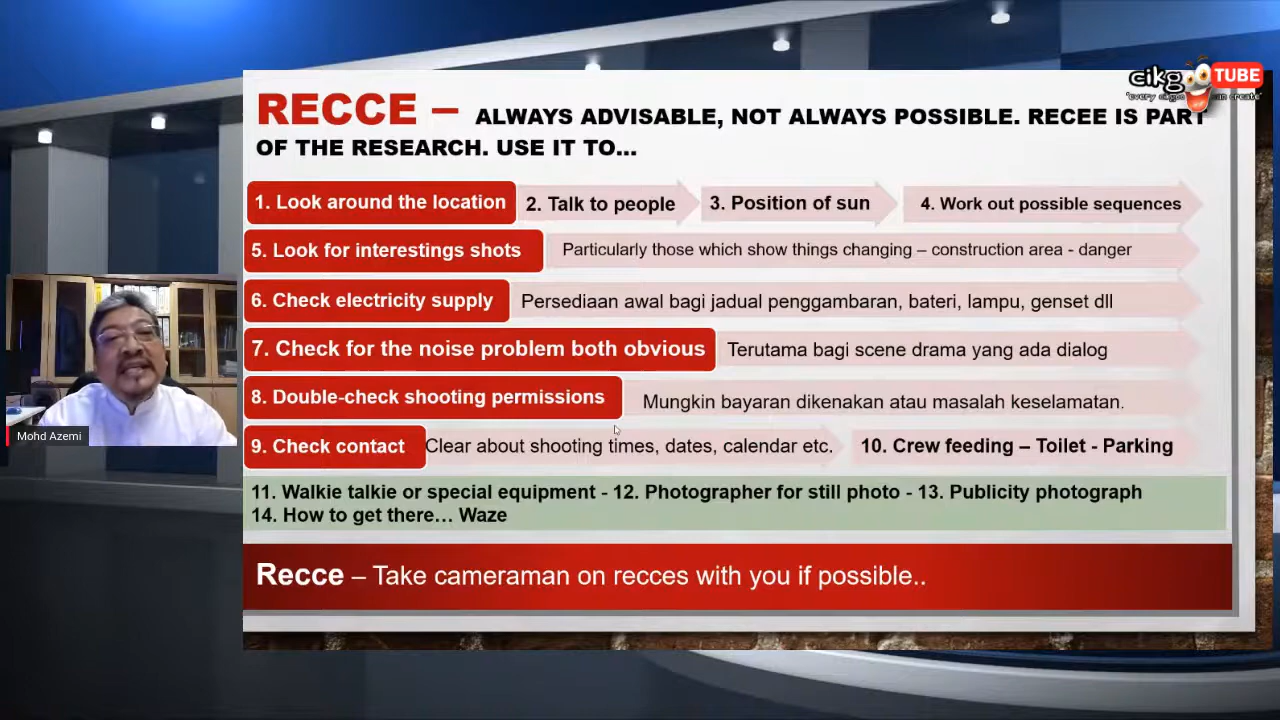 cikgooTUBE
"every cikgoo can create"
RECCE – ALWAYS ADVISABLE, NOT ALWAYS POSSIBLE. RECEE IS PART
OF THE RESEARCH. USE IT TO...
1. Look around the location 2. Talk to people 3. Position of sun 4. Work out possible sequences
5. Look for interestings shots Particularly those which show things changing – construction area - danger
6. Check electricity supply Persediaan awal bagi jadual penggambaran, bateri, lampu, genset dll
7. Check for the noise problem both obvious Terutama bagi scene drama yang ada dialog
8. Double-check shooting permissions Mungkin bayaran dikenakan atau masalah keselamatan.
9. Check contact Clear about shooting times, dates, calendar etc. 10. Crew feeding – Toilet - Parking
11. Walkie talkie or special equipment - 12. Photographer for still photo - 13. Publicity photograph
14. How to get there… Waze
Recce – Take cameraman on recces with you if possible..
Mohd Azemi